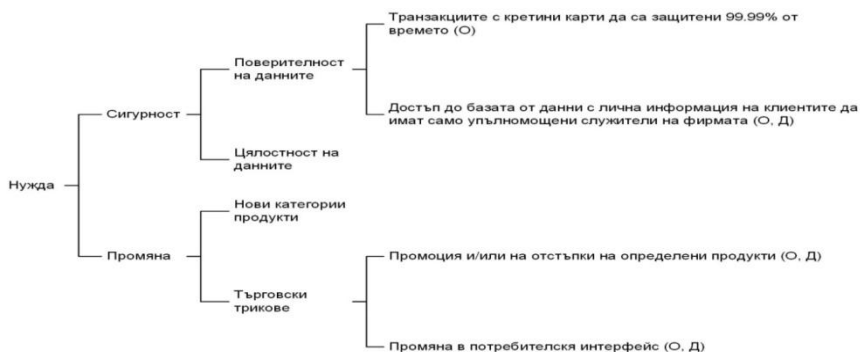 Транзакциите с кретини карти да са защитени 99.99% от
времето (О)
Поверителност
на данните
Сигурност
Достъп до базата от данни с лична информация на клиентите да
имат само упълномощени служители на фирмата (О, Д)
Цялостност на
данните
Нужда
Нови категории
продукти
Промяна
Промоция и/или на отстъпки на определени продукти (О, Д)
Търговски
трикове
Промяна в потребителскя интерфейс (О, Д)